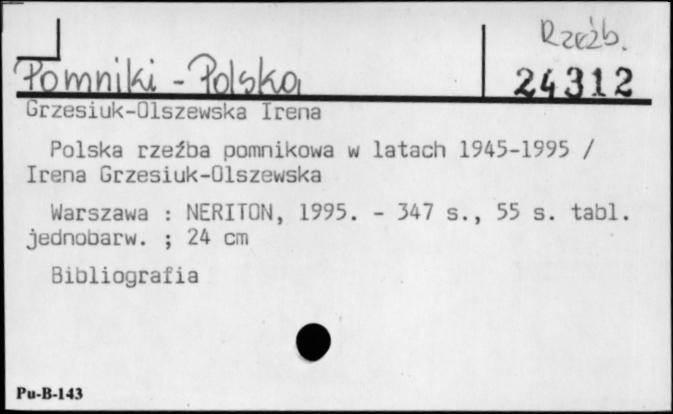 Rzeźb.
Pomniki - Polska
24312
Grzesiuk-Olszewska Irena
Polska rzeźba pomnikowa w latach 1945-1995 /
Irena Grzesiuk-Olszewska
Warszawa : NERITON, 1995. - 347 s., 55 s. tabl.
jednobarw. ; 24 cm
Bibliografia
Pu-B-143